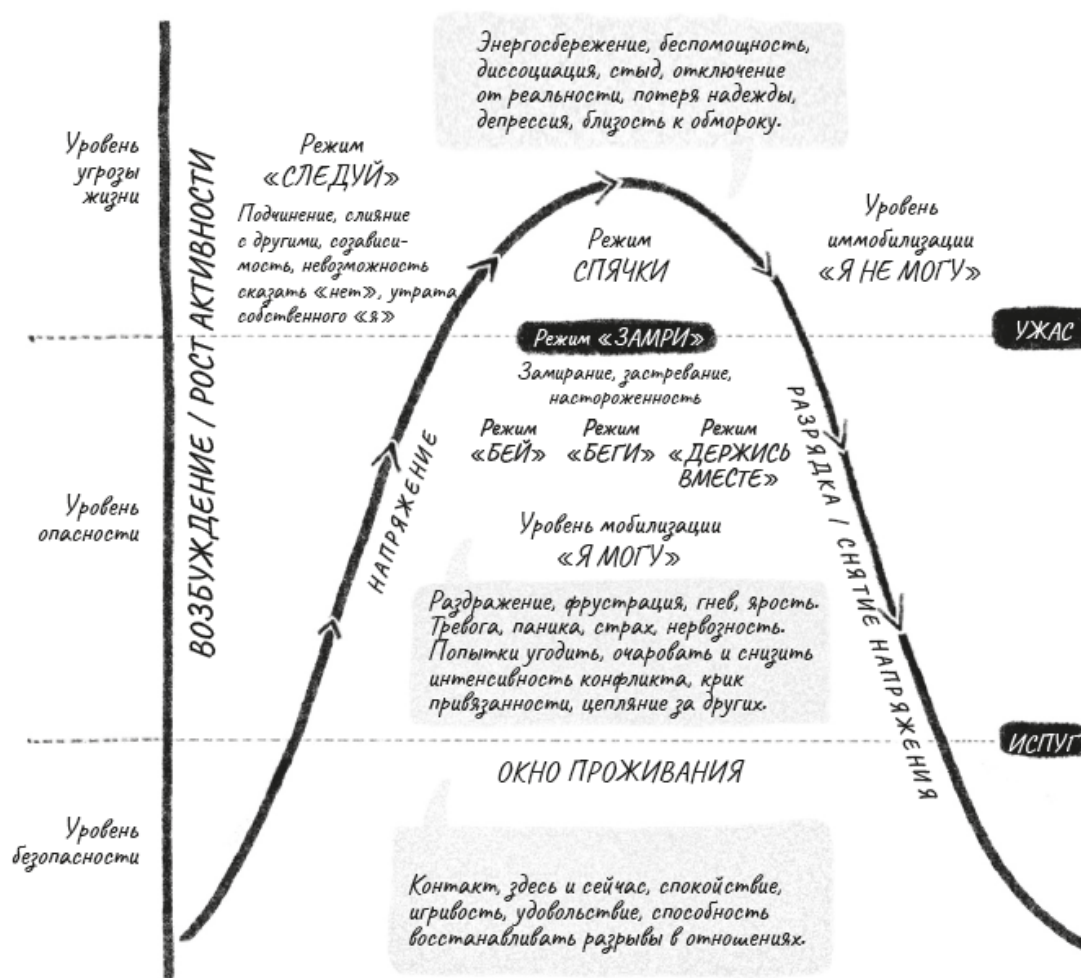 Энергосбережение, беспомощность,
диссоциация, стыд, отключение
от реальности, потеря надежды,
депрессия, близость к обмороку.
Уровень
угрозы
жизни
ВОЗБУЖДЕНИЕ / РОСТ АКТИВНОСТИ
Режим
«СЛЕДУЙ»
Подчинение, слияние
с другими, созависи-
мость, невозможность
сказать «нет», утрата
собственного «я»
Режим
СПЯЧКИ
Уровень
иммобилизации
«Я НЕ МОГУ»
Режим «ЗАМРИ»
УЖАС
Замирание, застревание,
настороженность
Режим
«БЕЙ»
Режим
«БЕГИ»
Режим
«ДЕРЖИСЬ
ВМЕСТЕ»
НАПРЯЖЕНИЕ
РАЗРЯДКА / СНЯТИЕ НАПРЯЖЕНИЯ
Уровень
опасности
Уровень мобилизации
«Я МОГУ»
Раздражение, фрустрация, гнев, ярость.
Тревога, паника, страх, нервозность.
Попытки угодить, очаровать и снизить
интенсивность конфликта, крик
привязанности, цепляние за других.
ИСПУГ
ОКНО ПРОЖИВАНИЯ
Уровень
безопасности
Контакт, здесь и сейчас, спокойствие,
игривость, удовольствие, способность
восстанавливать разрывы в отношениях.